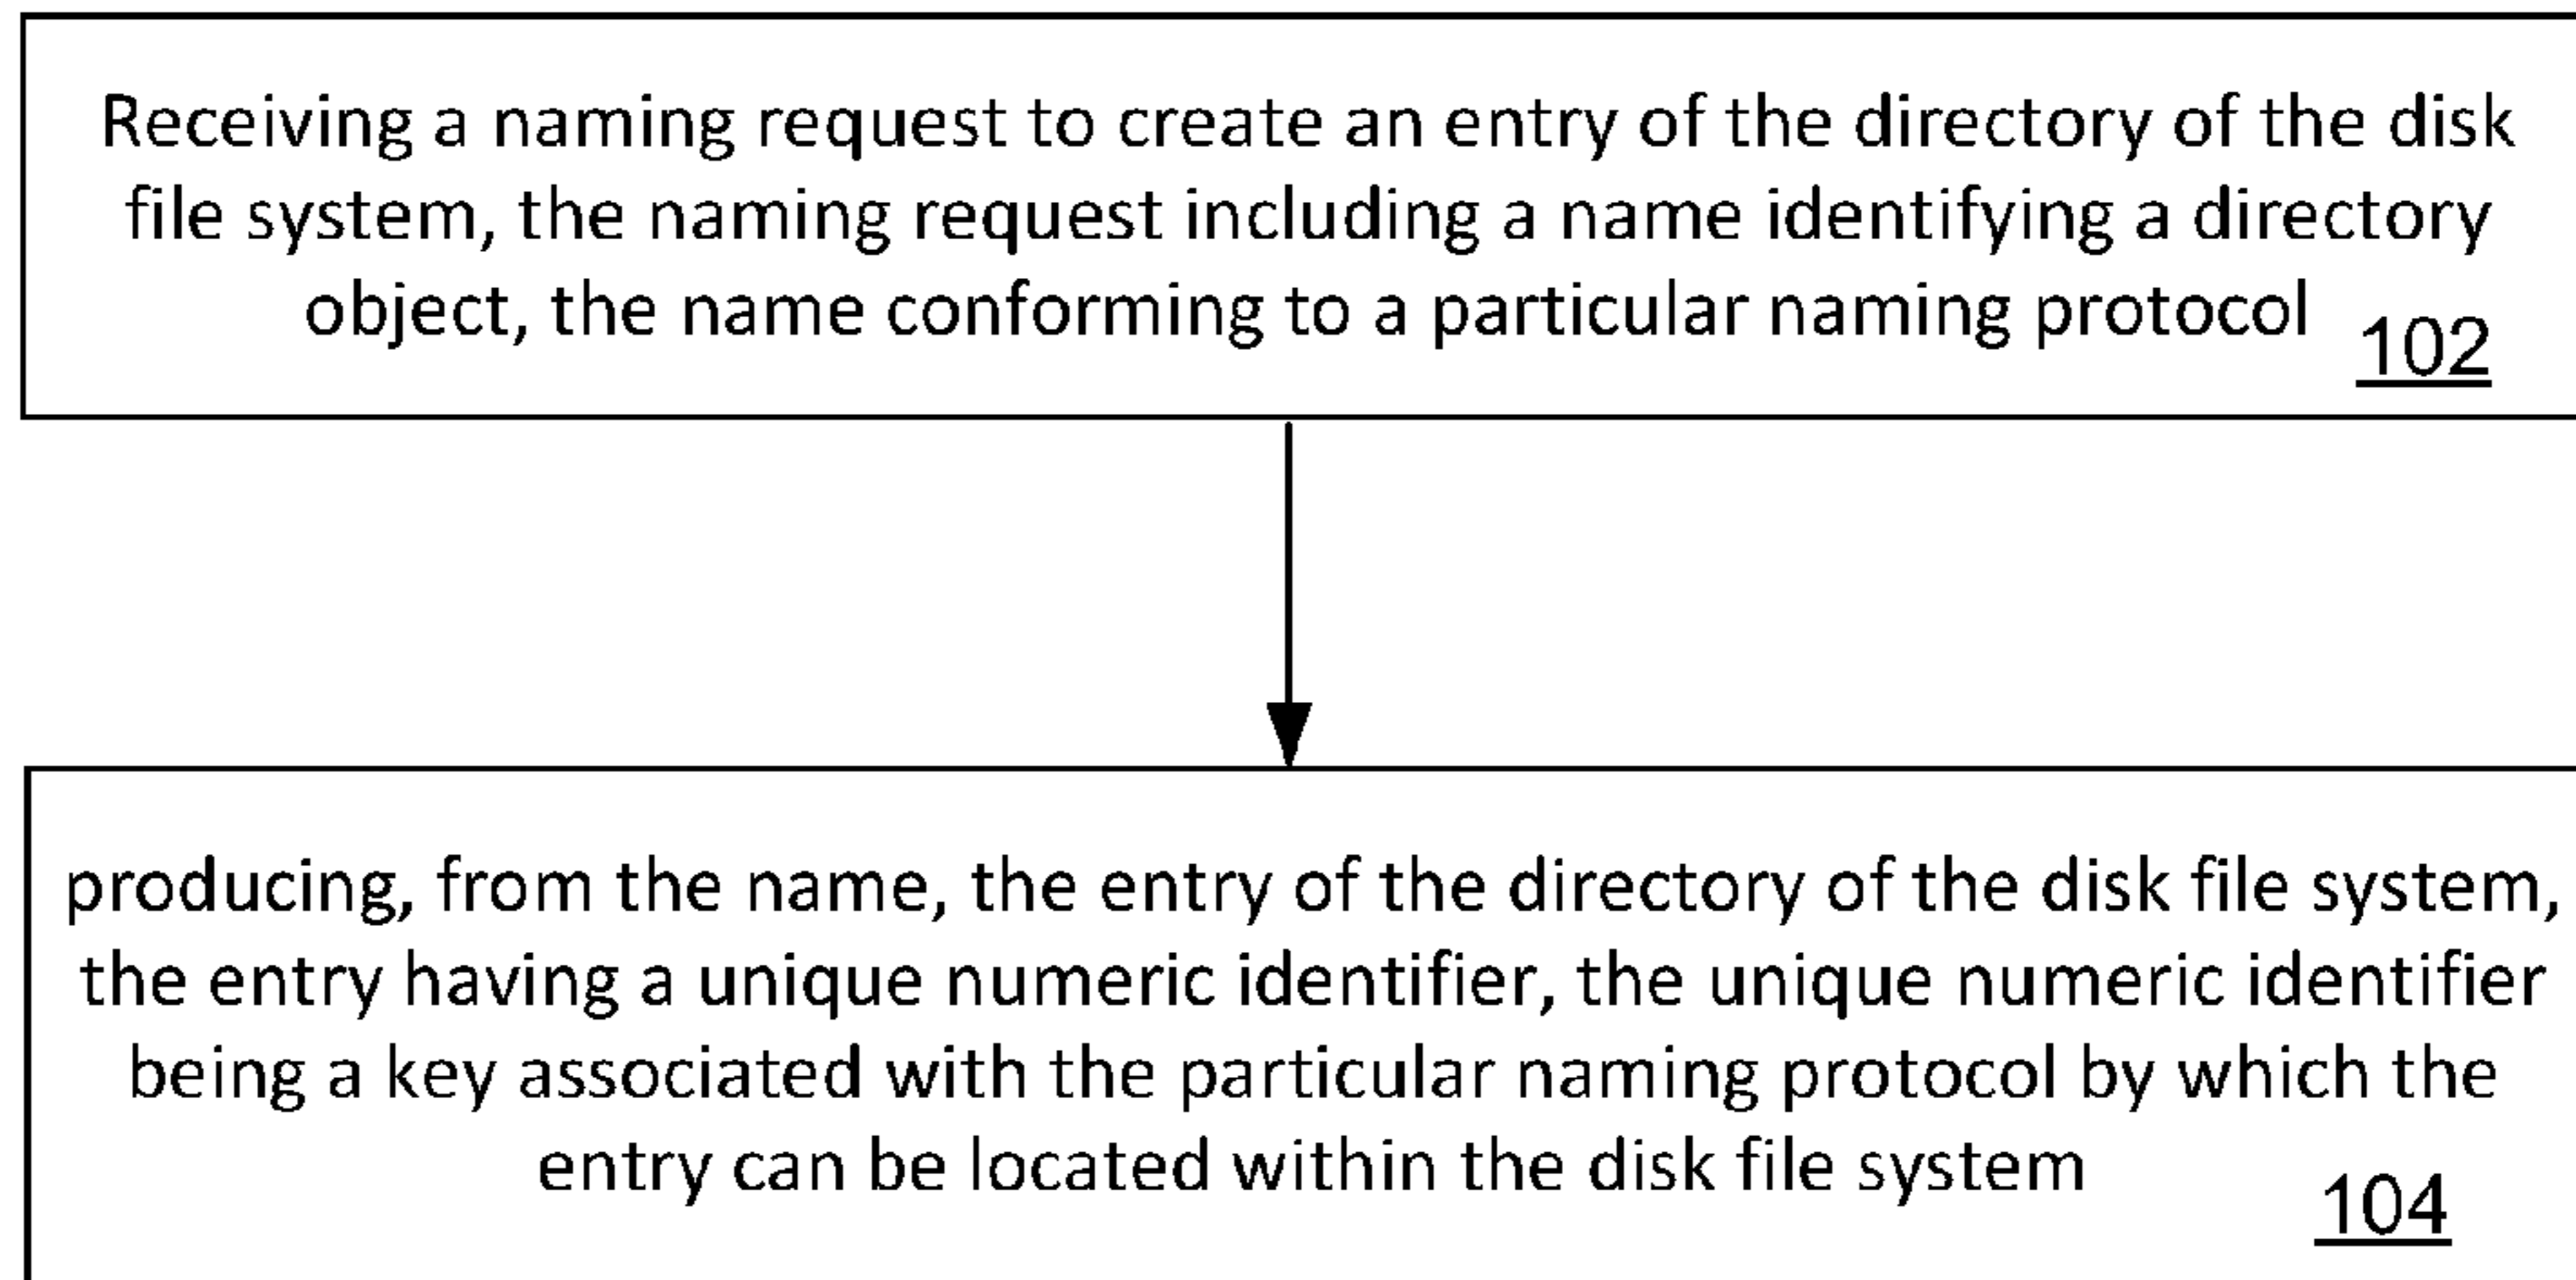 Receiving a naming request to create an entry of the directory of the disk
file system, the naming request including a name identifying a directory
object, the name conforming to a particular naming protocol
102
producing, from the name, the entry of the directory of the disk file system,
the entry having a unique numeric identifier, the unique numeric identifier
being a key associated with the particular naming protocol by which the
entry can be located within the disk file system
104